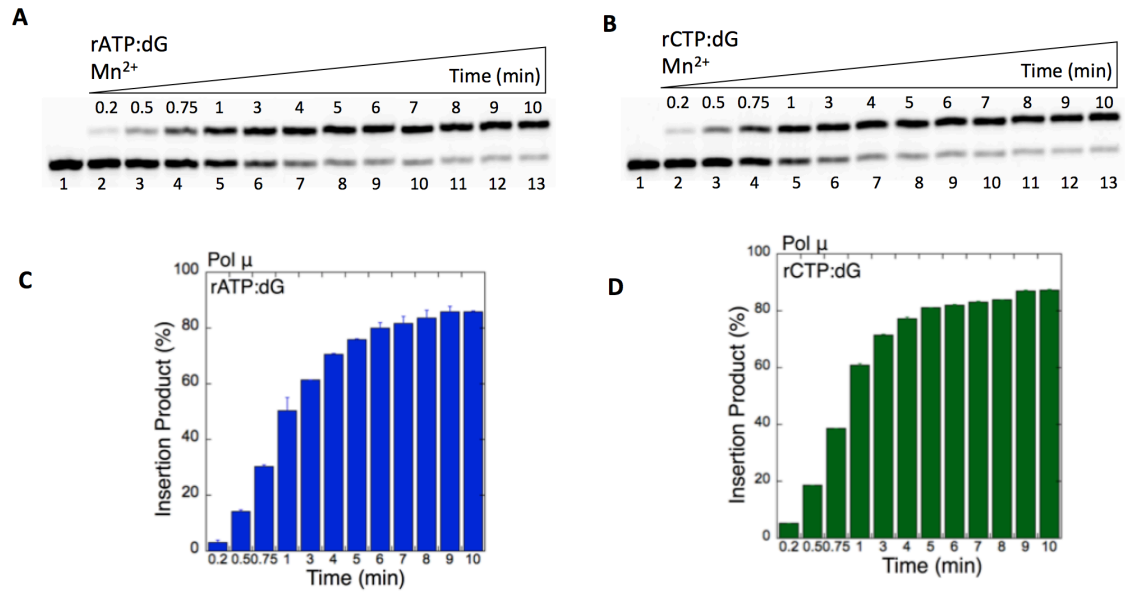 A
rATP:dG
Mn²⁺
Time (min)
0.2 0.5 0.75 1 3 4 5 6 7 8 9 10
1 2 3 4 5 6 7 8 9 10 11 12 13
B
rCTP:dG
Mn²⁺
Time (min)
0.2 0.5 0.75 1 3 4 5 6 7 8 9 10
1 2 3 4 5 6 7 8 9 10 11 12 13
C
Pol μ
rATP:dG
Insertion Product (%)
100
80
60
40
20
0
0.2 0.5 0.75 1 3 4 5 6 7 8 9 10
Time (min)
D
Pol μ
rCTP:dG
Insertion Product (%)
100
80
60
40
20
0
0.2 0.50 0.75 1 3 4 5 6 7 8 9 10
Time (min)